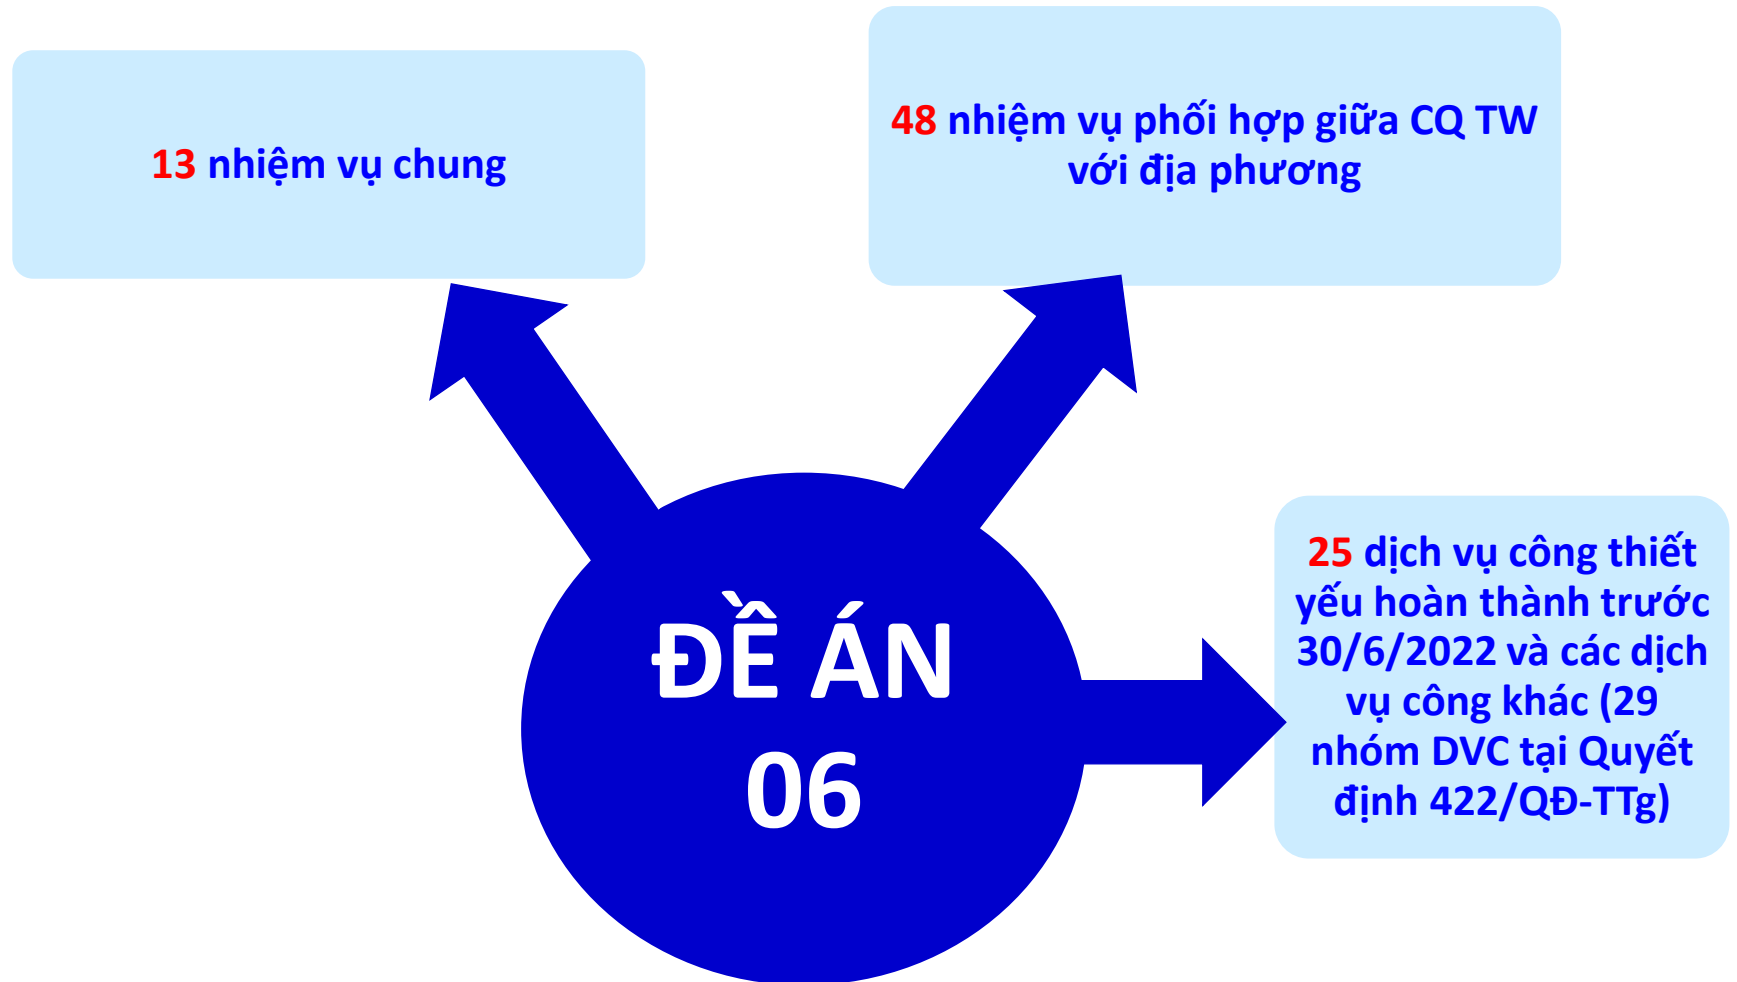 13 nhiệm vụ chung
48 nhiệm vụ phối hợp giữa CQ TW
với địa phương
25 dịch vụ công thiết
yếu hoàn thành trước
30/6/2022 và các dịch
vụ công khác (29
nhóm DVC tại Quyết
định 422/QĐ-TTg)
ĐỀ ÁN
06